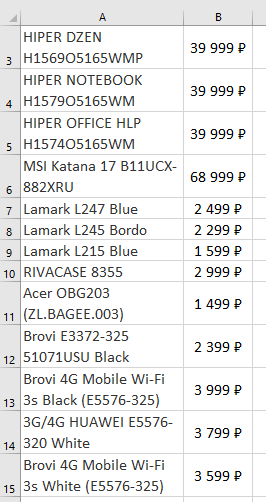 A B
HIPER DZEN
3 H1569O5165WMP 39 999 ₽
HIPER NOTEBOOK
4 H1579O5165WM 39 999 ₽
HIPER OFFICE HLP
5 H1574O5165WM 39 999 ₽
MSI Katana 17 B11UCX-
6 882XRU 68 999 ₽
7 Lamark L247 Blue 2 499 ₽
8 Lamark L245 Bordo 2 299 ₽
9 Lamark L215 Blue 1 599 ₽
10 RIVACASE 8355 2 999 ₽
Acer OBG203
11 (ZL.BAGEE.003) 1 499 ₽
Brovi E3372-325
12 51071USU Black 2 399 ₽
Brovi 4G Mobile Wi-Fi
13 3s Black (E5576-325) 3 999 ₽
3G/4G HUAWEI E5576-
14 320 White 3 799 ₽
Brovi 4G Mobile Wi-Fi
15 3s White (E5576-325) 3 599 ₽